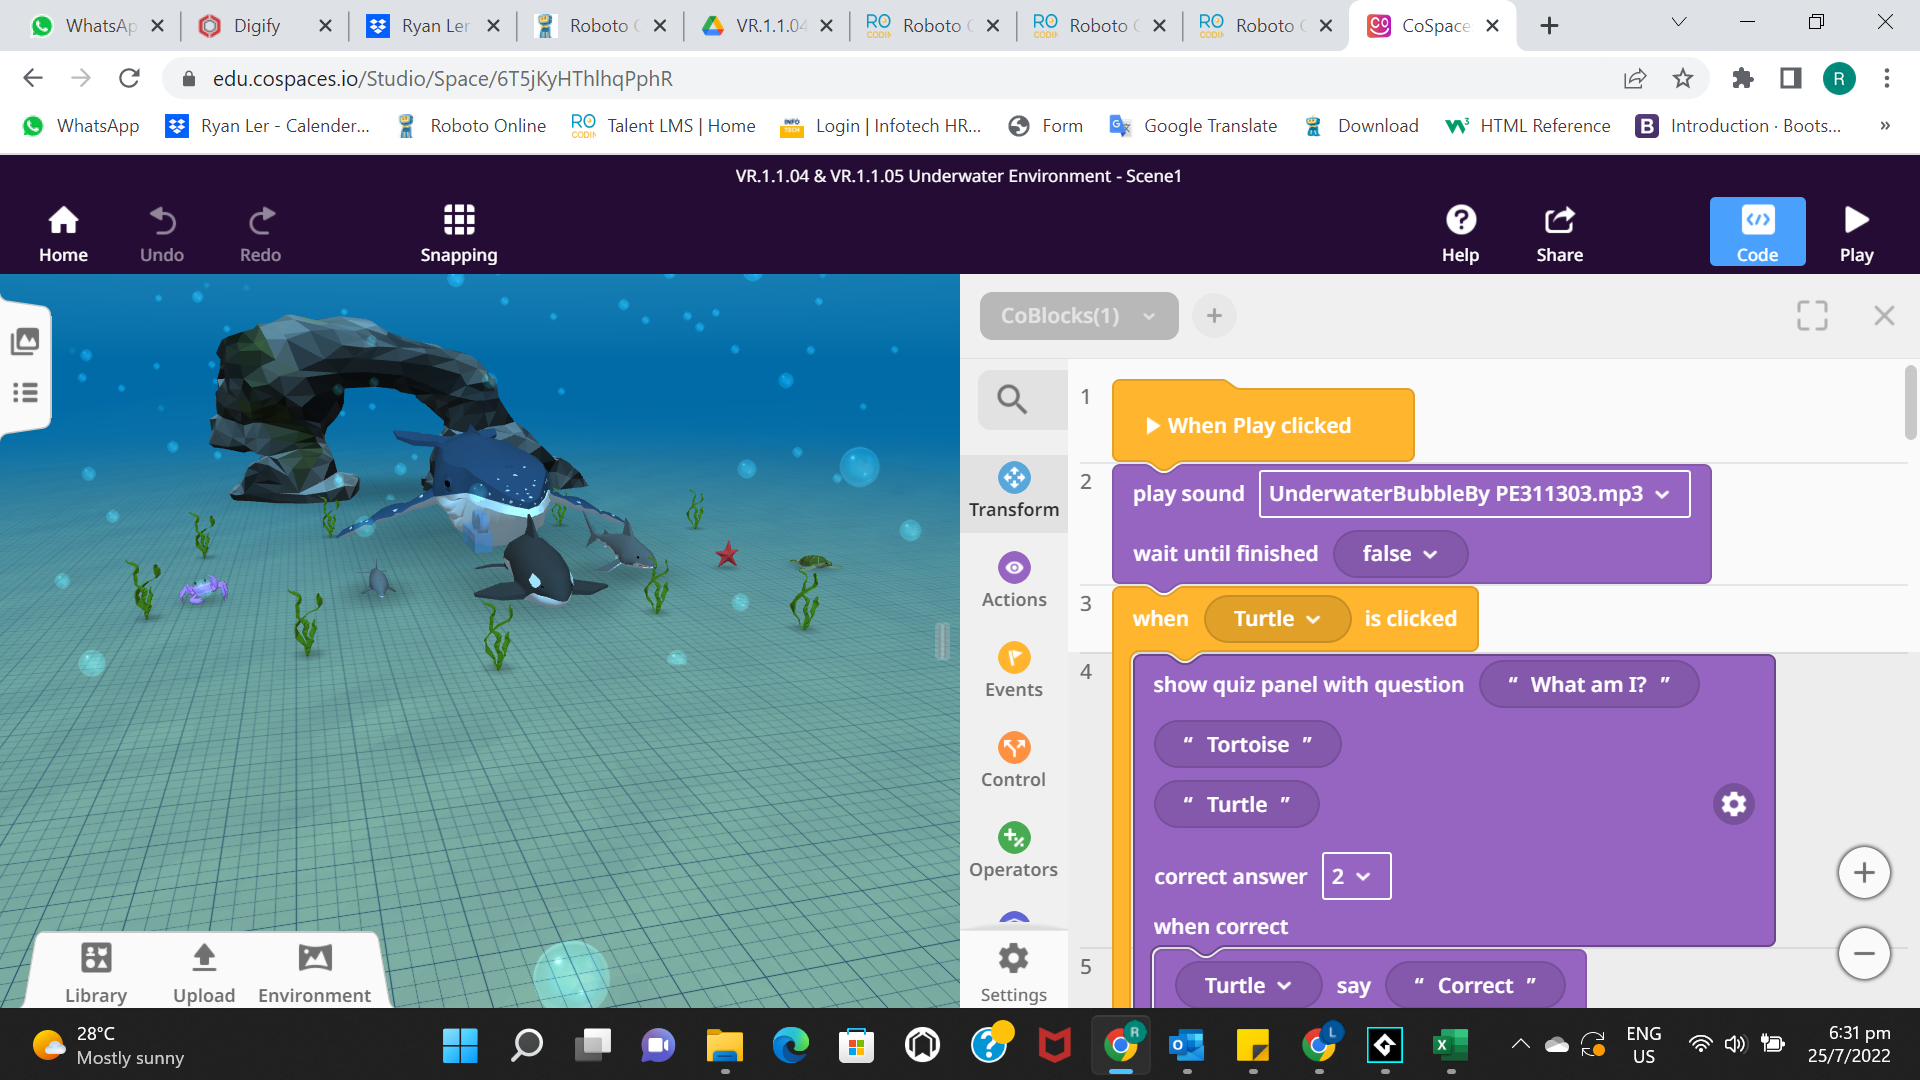 WhatsAp
Digify
Ryan Ler
Roboto
VR.1.1.04
Roboto
Roboto
Roboto
CoSpace
edu.cospaces.io/Studio/Space/6T5jKyHThlhqPphR
R
WhatsApp
Ryan Ler - Calender...
Roboto Online
Talent LMS | Home
Login | Infotech HR...
Form
Google Translate
Download
HTML Reference
Introduction · Boots...
»
VR.1.1.04 & VR.1.1.05 Underwater Environment - Scene1
Home
Undo
Redo
Snapping
Help
Share
Code
Play
CoBlocks(1)
Transform
Actions
Events
Control
Operators
Settings
1
When Play clicked
2
play sound UnderwaterBubbleBy PE311303.mp3
wait until finished false
3
when Turtle is clicked
4
show quiz panel with question “ What am I? ”
“ Tortoise ”
“ Turtle ”
correct answer 2
when correct
5
Turtle say “ Correct ”
Library
Upload
Environment
28°C
Mostly sunny
ENG
US
6:31 pm
25/7/2022